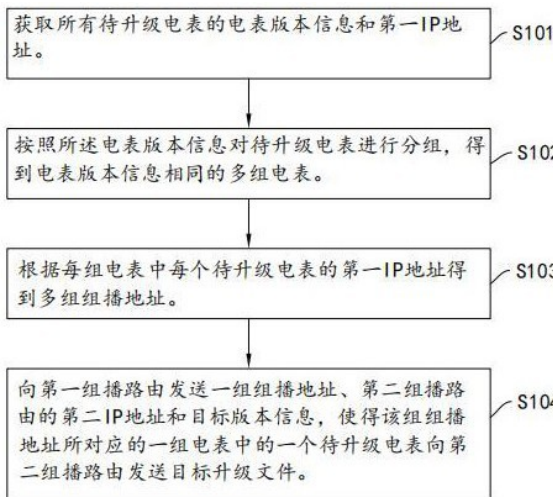 获取所有待升级电表的电表版本信息和第一IP地
址。
S101
按照所述电表版本信息对待升级电表进行分组，得
到电表版本信息相同的多组电表。
S102
根据每组电表中每个待升级电表的第一IP地址得
到多组组播地址。
S103
向第一组播路由发送一组组播地址、第二组播路
由的第二IP地址和目标版本信息，使得该组组播
地址所对应的一组电表中的一个待升级电表向第
二组播路由发送目标升级文件。
S104